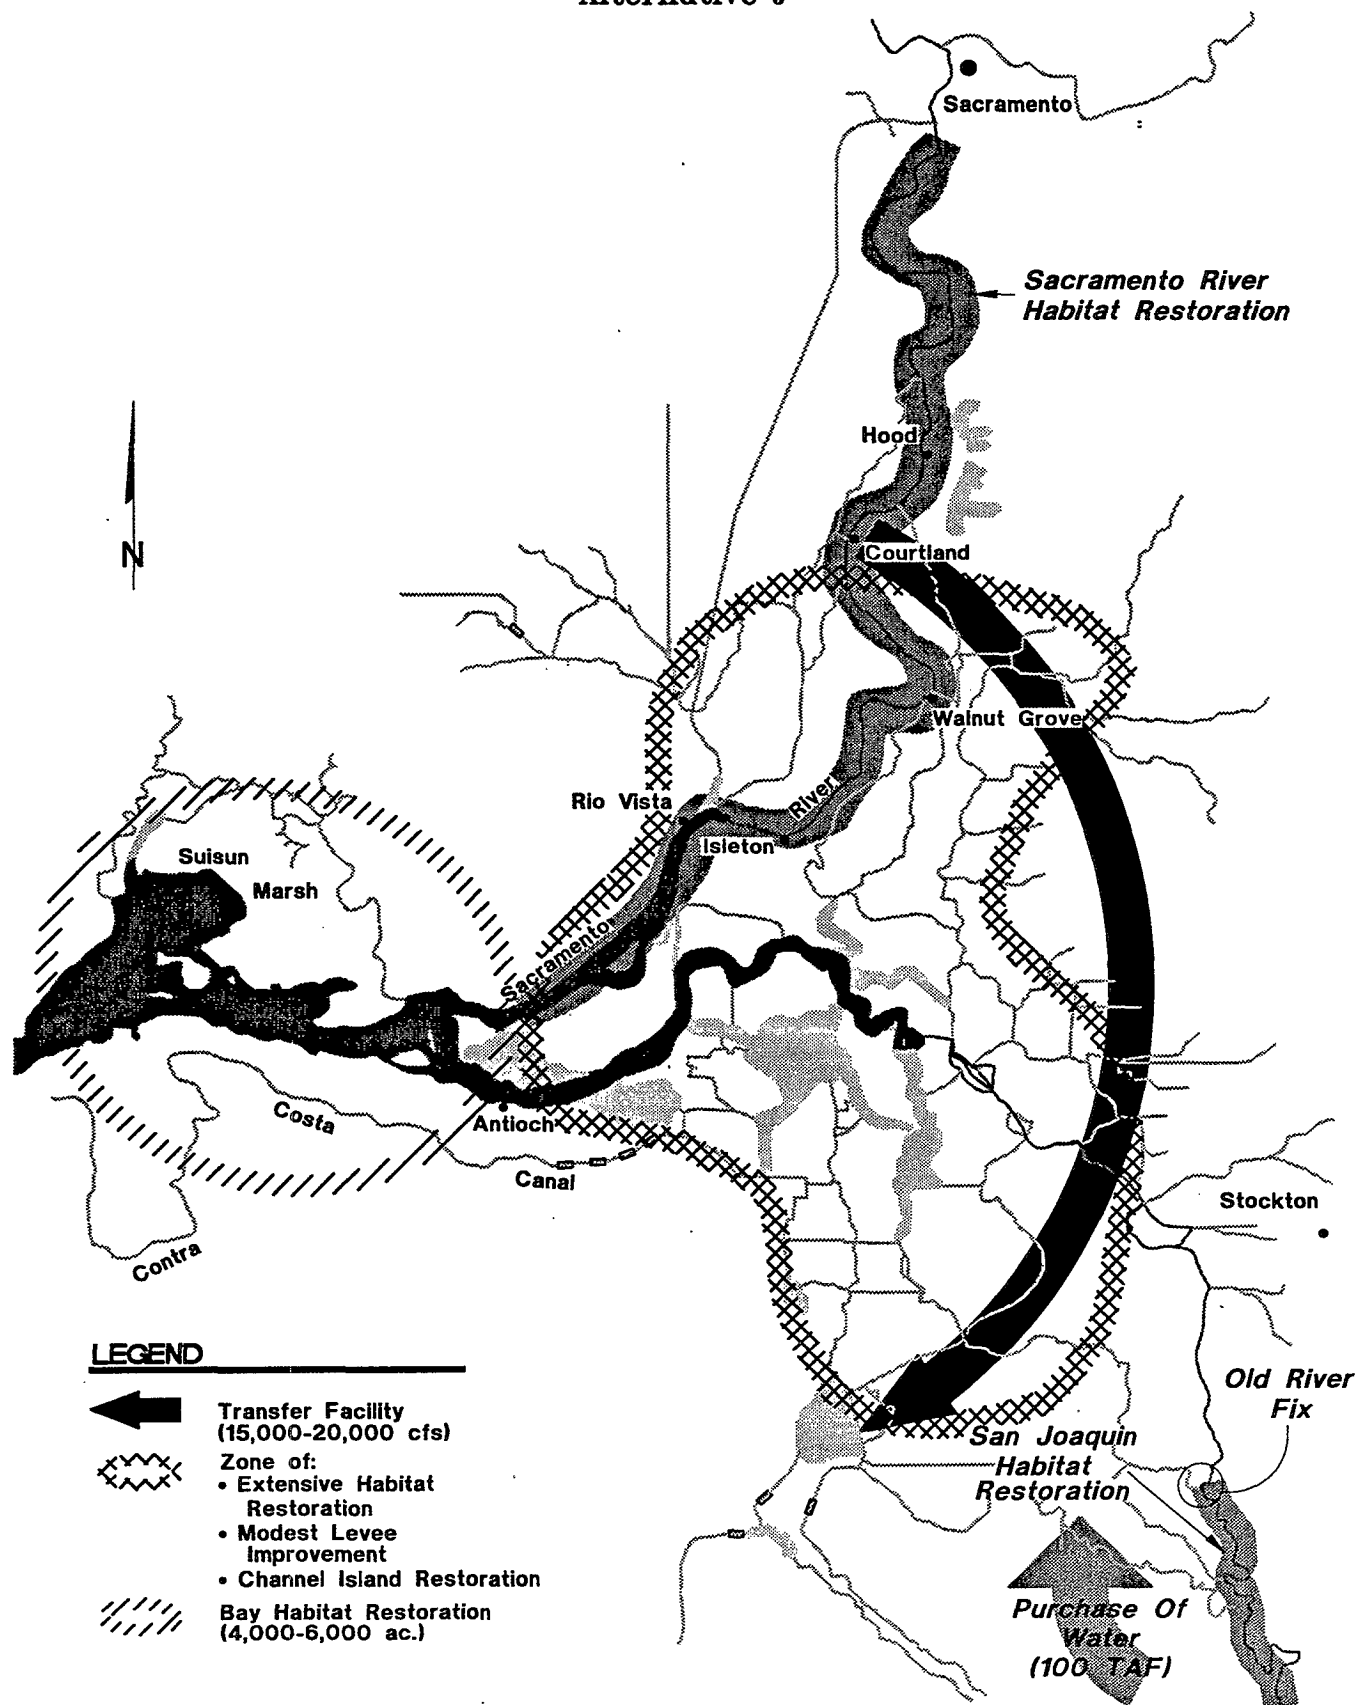 Sacramento
Sacramento River
Habitat Restoration
Hood
N
Courtland
Walnut Grove
Rio Vista
River
Isleton
Suisun
Marsh
Sacramento
Costa
Antioch
Canal
Stockton
Contra
LEGEND
Transfer Facility
(15,000-20,000 cfs)
Zone of:
• Extensive Habitat
Restoration
• Modest Levee
Improvement
• Channel Island Restoration
Bay Habitat Restoration
(4,000-6,000 ac.)
Old River
Fix
San Joaquin
Habitat
Restoration
Purchase Of
Water
(100 TAF)